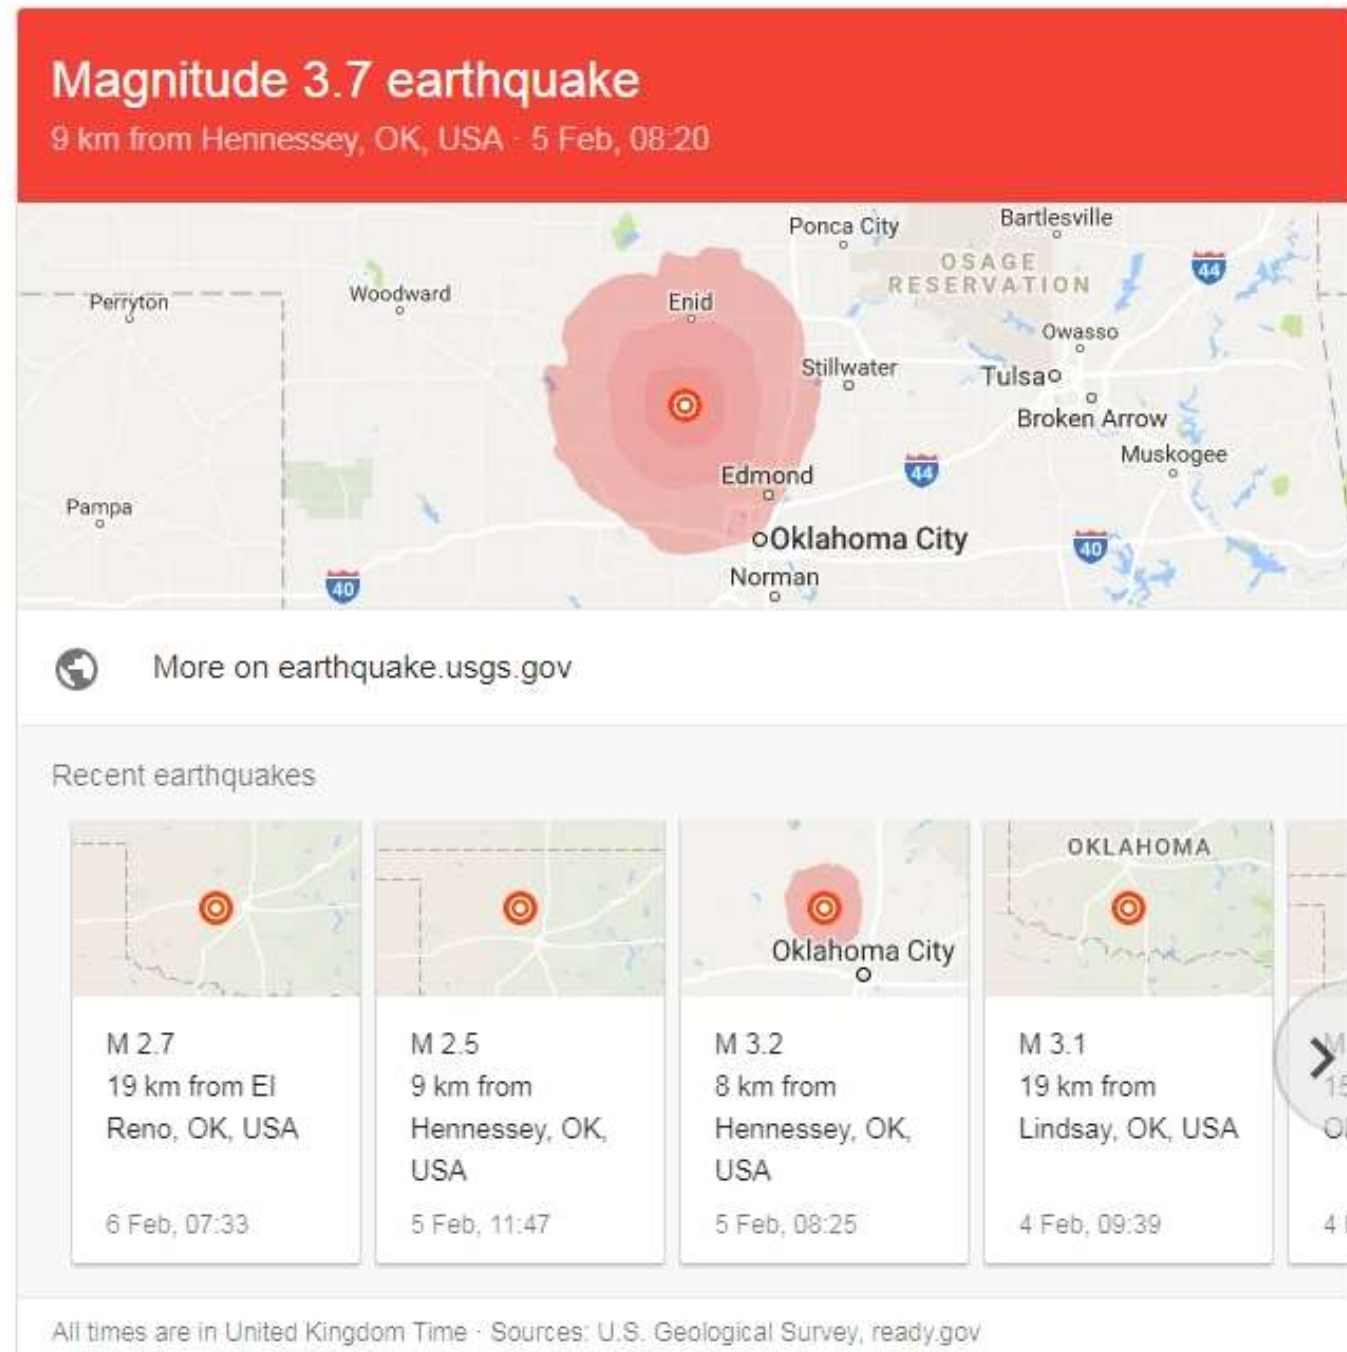 Magnitude 3.7 earthquake
9 km from Hennessey, OK, USA · 5 Feb, 08:20
Ponca City
Bartlesville
OSAGE
RESERVATION
44
Perryton
Woodward
Enid
Owasso
Stillwater
Tulsa
Broken Arrow
Muskogee
Edmond
44
Pampa
Oklahoma City
40
Norman
40
More on earthquake.usgs.gov
Recent earthquakes
M 2.7
19 km from El
Reno, OK, USA
6 Feb, 07:33
M 2.5
9 km from
Hennessey, OK,
USA
5 Feb, 11:47
Oklahoma City
M 3.2
8 km from
Hennessey, OK,
USA
5 Feb, 08:25
OKLAHOMA
M 3.1
19 km from
Lindsay, OK, USA
4 Feb, 09:39
All times are in United Kingdom Time · Sources: U.S. Geological Survey, ready.gov